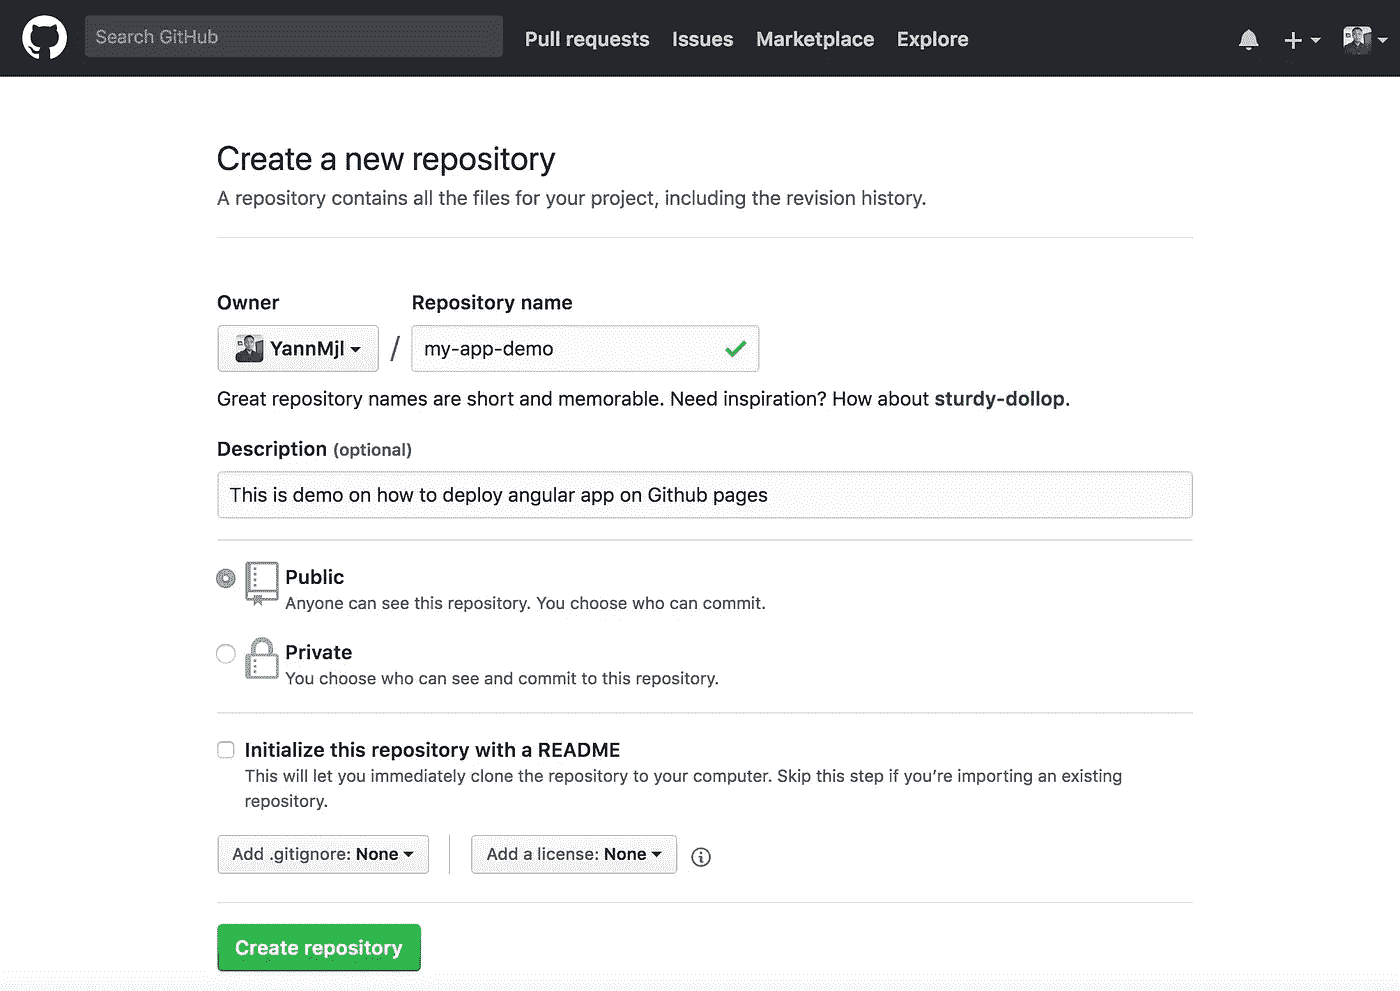 Search GitHub Pull requests Issues Marketplace Explore
Create a new repository
A repository contains all the files for your project, including the revision history.
Owner Repository name
YannMjl / my-app-demo
Great repository names are short and memorable. Need inspiration? How about sturdy-dollop.
Description (optional)
This is demo on how to deploy angular app on Github pages
Public
Anyone can see this repository. You choose who can commit.
Private
You choose who can see and commit to this repository.
Initialize this repository with a README
This will let you immediately clone the repository to your computer. Skip this step if you’re importing an existing
repository.
Add .gitignore: None Add a license: None
Create repository